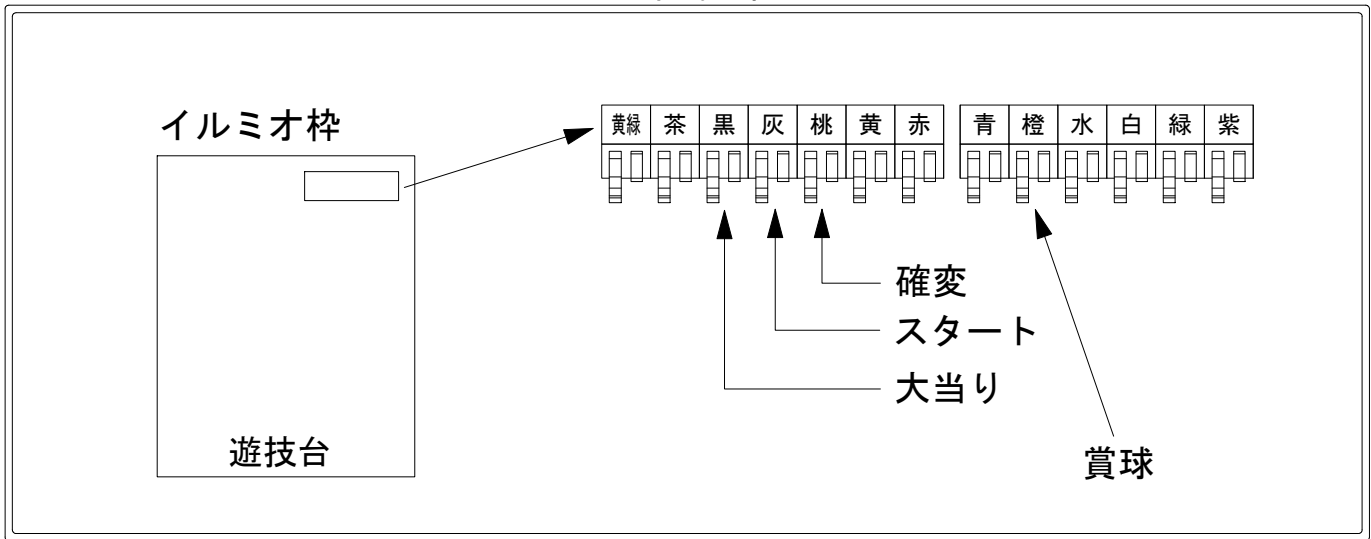 イルミオ枠
黄緑 茶 黒 灰 桃 黄 赤 青 橙 水 白 緑 紫
確変
スタート
大当り
遊技台
賞球